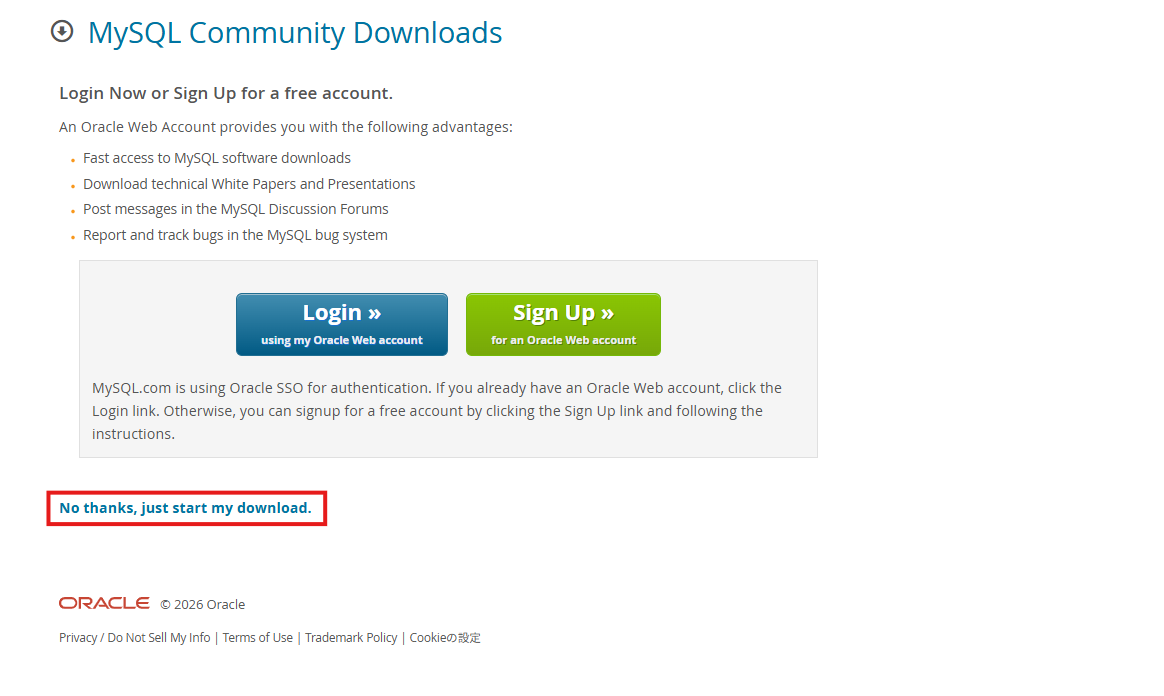 MySQL Community Downloads
Login Now or Sign Up for a free account.
An Oracle Web Account provides you with the following advantages:
Fast access to MySQL software downloads
Download technical White Papers and Presentations
Post messages in the MySQL Discussion Forums
Report and track bugs in the MySQL bug system
Login »
using my Oracle Web account
Sign Up »
for an Oracle Web account
MySQL.com is using Oracle SSO for authentication. If you already have an Oracle Web account, click the
Login link. Otherwise, you can signup for a free account by clicking the Sign Up link and following the
instructions.
No thanks, just start my download.
ORACLE © 2026 Oracle
Privacy / Do Not Sell My Info | Terms of Use | Trademark Policy | Cookieの設定